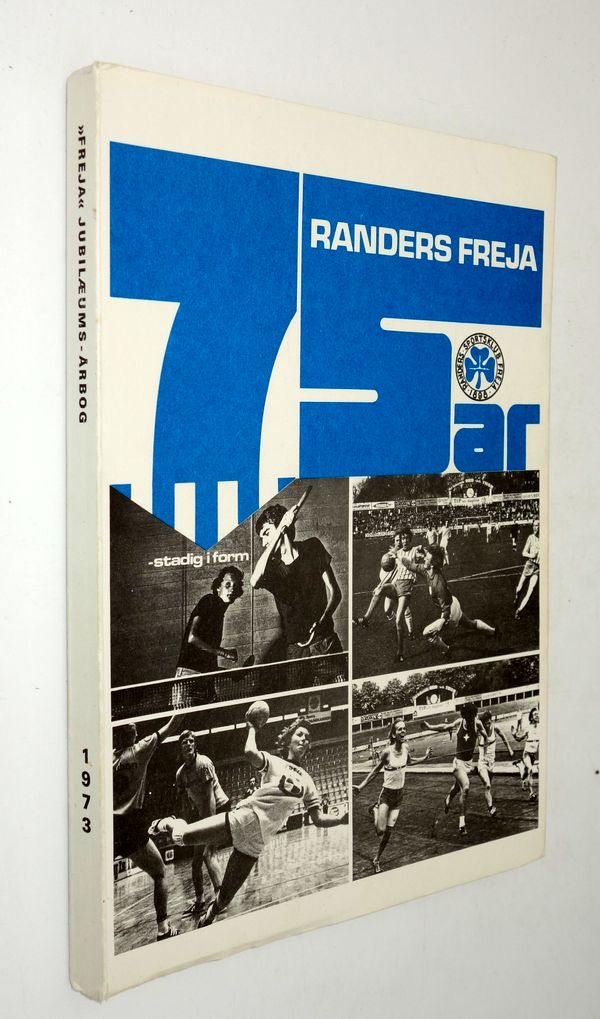 »FREJA« JUBILÆUMS-ÅRBOG
1973
75
RANDERS FREJA
RANDERS SPORTSKLUB FREJA
1898
år
-stadig i form